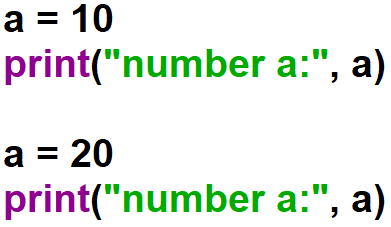 a = 10
print("number a:", a)
a = 20
print("number a:", a)